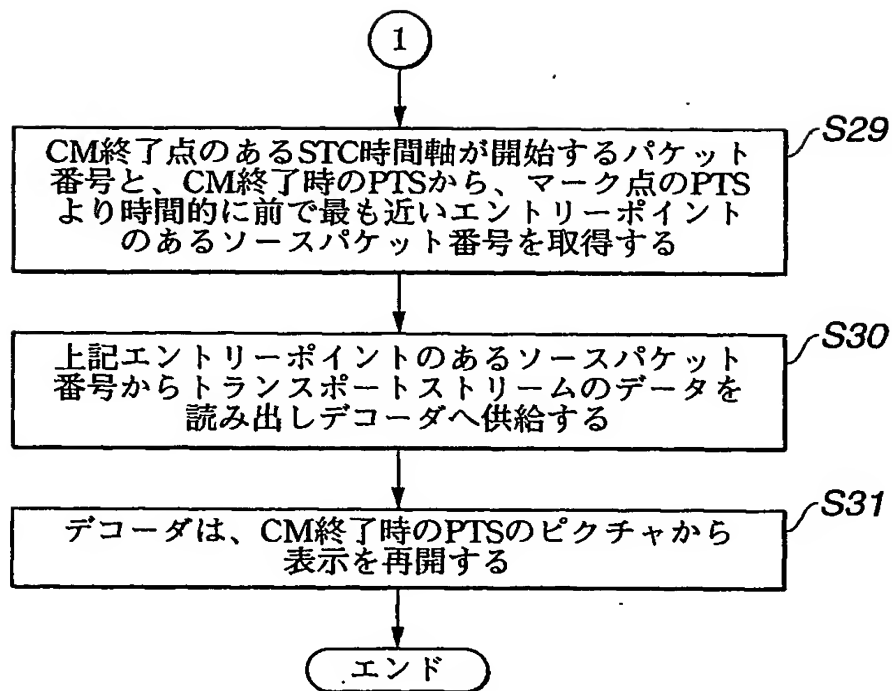 1
S29
CM終了点のあるSTC時間軸が開始するパケット
番号と、CM終了時のPTSから、マーク点のPTS
より時間的に前で最も近いエントリーポイント
のあるソースパケット番号を取得する
S30
上記エントリーポイントのあるソースパケット
番号からトランスポートストリームのデータを
読み出しデコーダへ供給する
S31
デコーダは、CM終了時のPTSのピクチャから
表示を再開する
エンド